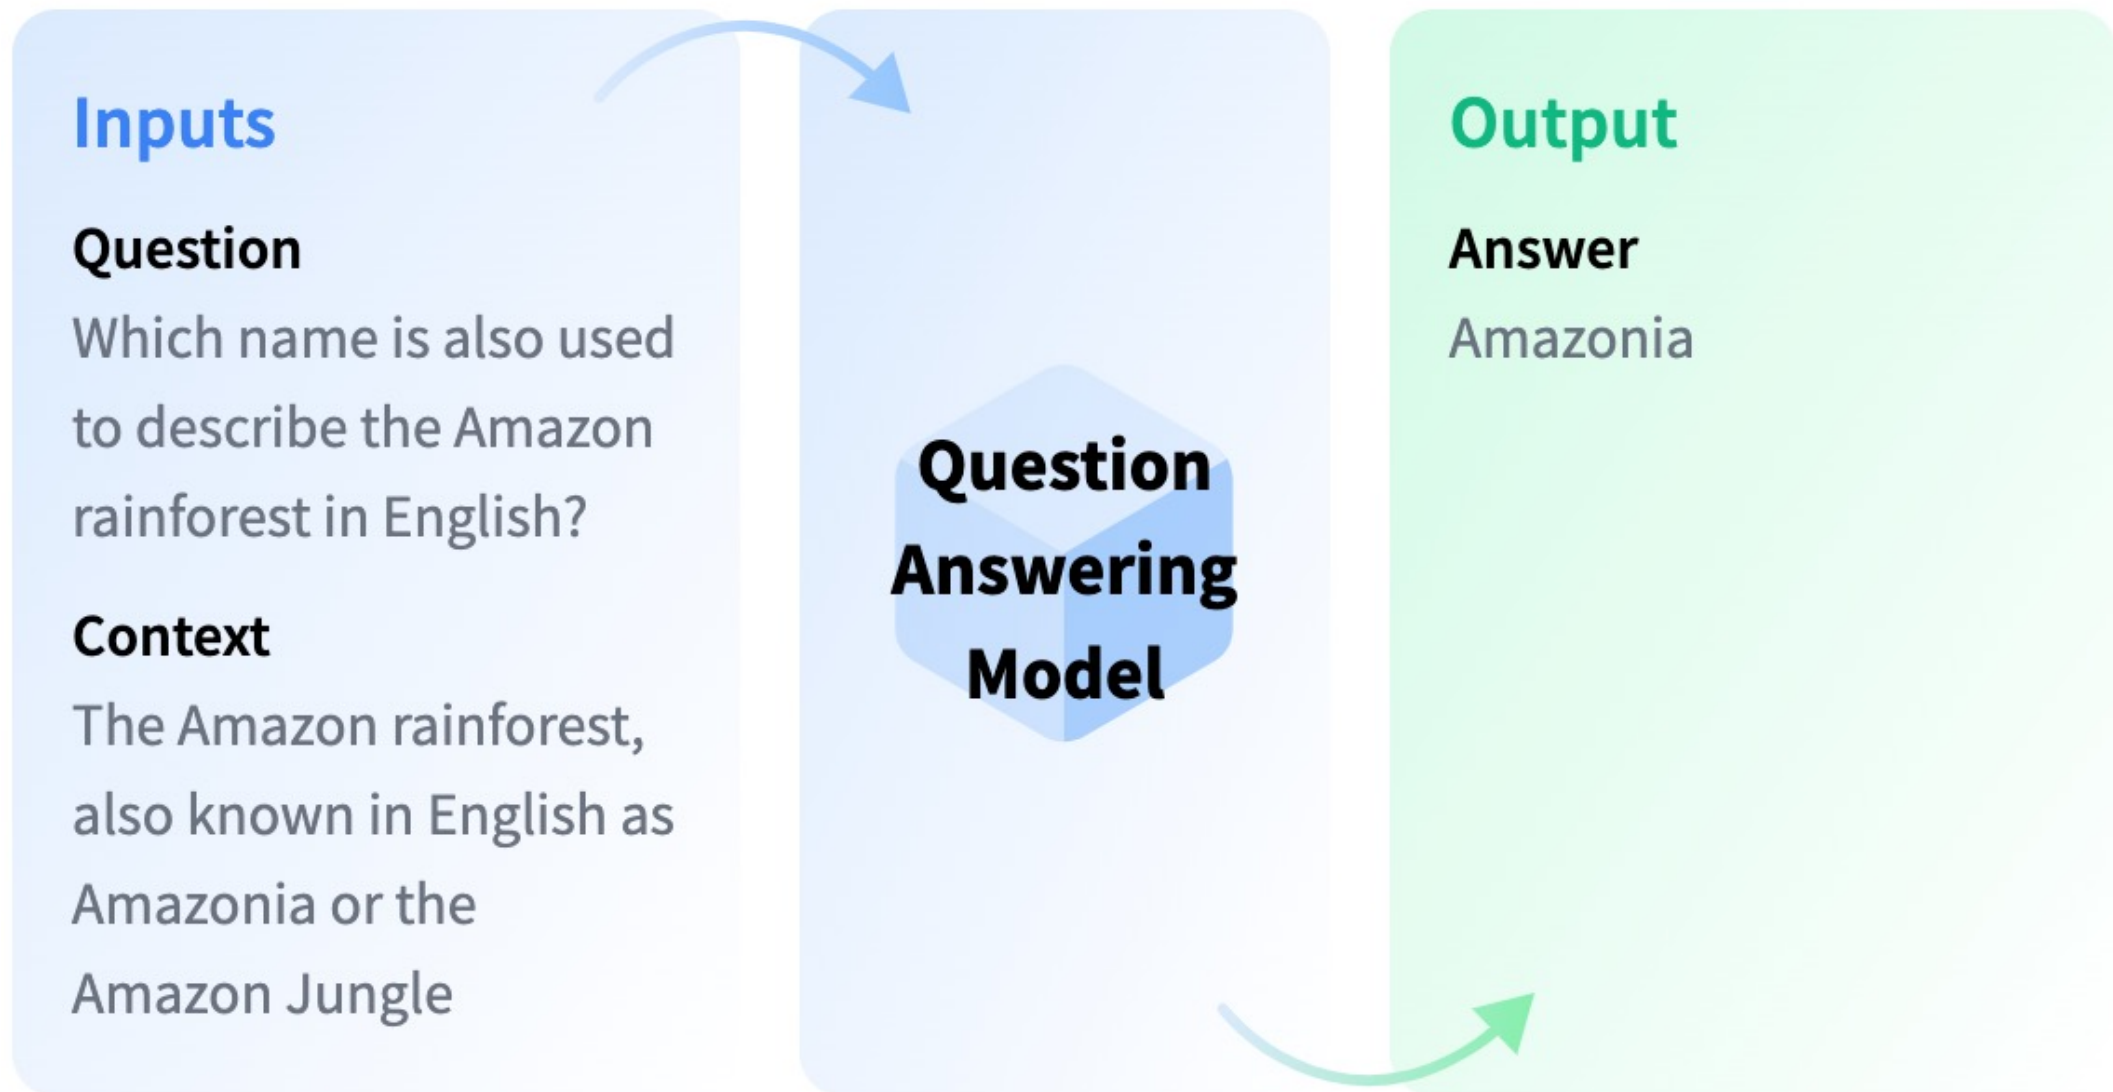 Inputs
Question
Which name is also used
to describe the Amazon
rainforest in English?
Context
The Amazon rainforest,
also known in English as
Amazonia or the
Amazon Jungle
Question
Answering
Model
Output
Answer
Amazonia